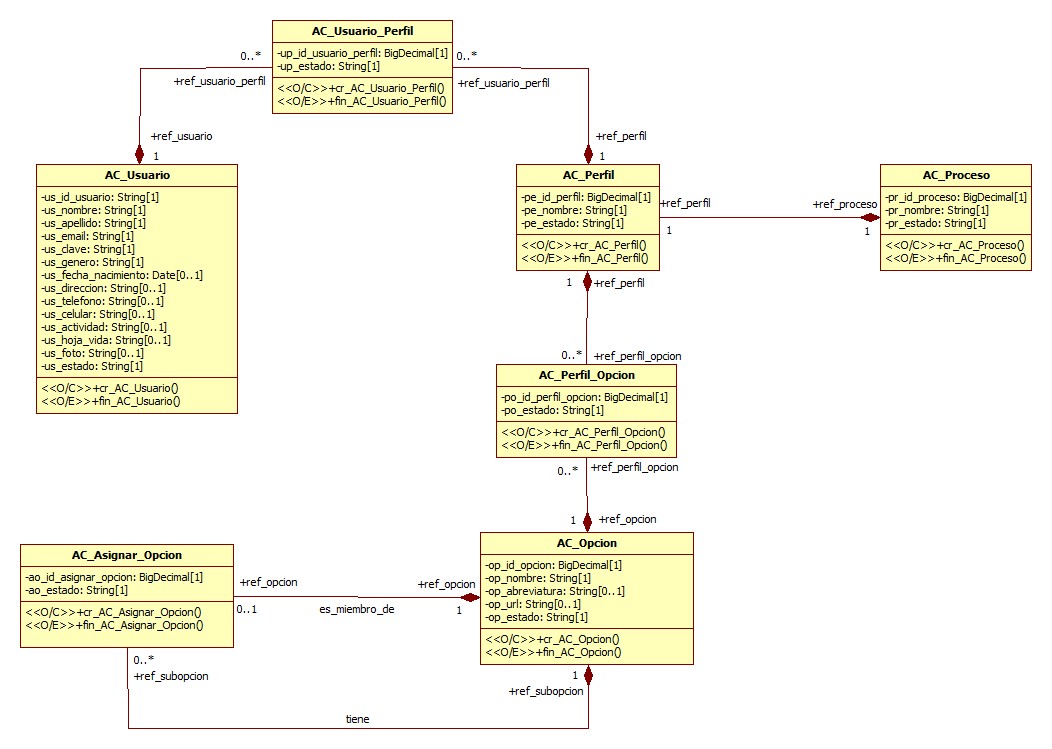 AC_Usuario_Perfil
-up_id_usuario_perfil: BigDecimal[1]
-up_estado: String[1]
<<O/C>>+cr_AC_Usuario_Perfil()
<<O/E>>+fin_AC_Usuario_Perfil()
0..*
+ref_usuario_perfil
0..*
+ref_usuario_perfil
+ref_usuario
1
+ref_perfil
1
AC_Usuario
-us_id_usuario: String[1]
-us_nombre: String[1]
-us_apellido: String[1]
-us_email: String[1]
-us_clave: String[1]
-us_genero: String[1]
-us_fecha_nacimiento: Date[0..1]
-us_direccion: String[0..1]
-us_telefono: String[0..1]
-us_celular: String[0..1]
-us_actividad: String[0..1]
-us_hoja_vida: String[0..1]
-us_foto: String[0..1]
-us_estado: String[1]
<<O/C>>+cr_AC_Usuario()
<<O/E>>+fin_AC_Usuario()
AC_Perfil
-pe_id_perfil: BigDecimal[1]
-pe_nombre: String[1]
-pe_estado: String[1]
<<O/C>>+cr_AC_Perfil()
<<O/E>>+fin_AC_Perfil()
+ref_perfil
1
+ref_proceso
1
AC_Proceso
-pr_id_proceso: BigDecimal[1]
-pr_nombre: String[1]
-pr_estado: String[1]
<<O/C>>+cr_AC_Proceso()
<<O/E>>+fin_AC_Proceso()
1
+ref_perfil
0..*
+ref_perfil_opcion
AC_Perfil_Opcion
-po_id_perfil_opcion: BigDecimal[1]
-po_estado: String[1]
<<O/C>>+cr_AC_Perfil_Opcion()
<<O/E>>+fin_AC_Perfil_Opcion()
0..*
+ref_perfil_opcion
1
+ref_opcion
AC_Asignar_Opcion
-ao_id_asignar_opcion: BigDecimal[1]
-ao_estado: String[1]
<<O/C>>+cr_AC_Asignar_Opcion()
<<O/E>>+fin_AC_Asignar_Opcion()
+ref_opcion
0..1
es_miembro_de
+ref_opcion
1
AC_Opcion
-op_id_opcion: BigDecimal[1]
-op_nombre: String[1]
-op_abreviatura: String[0..1]
-op_url: String[0..1]
-op_estado: String[1]
<<O/C>>+cr_AC_Opcion()
<<O/E>>+fin_AC_Opcion()
0..*
+ref_subopcion
1
+ref_subopcion
tiene